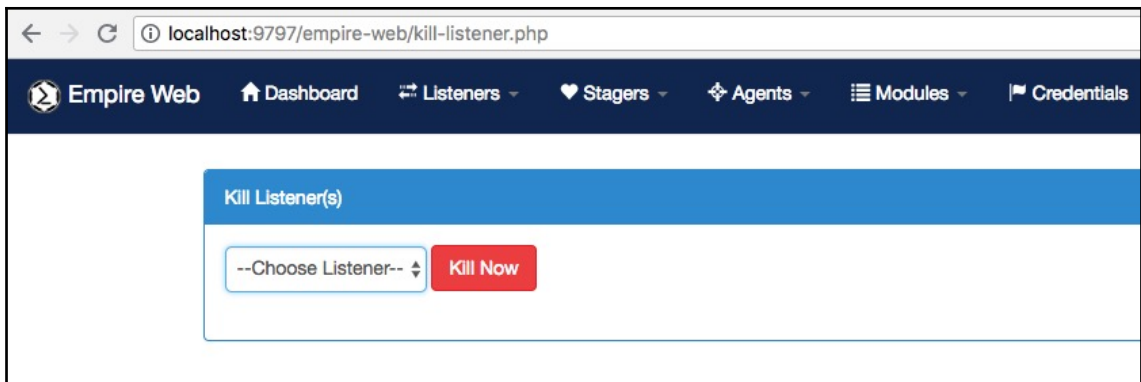 localhost:9797/empire-web/kill-listener.php
Empire Web Dashboard Listeners Stagers Agents Modules Credentials
Kill Listener(s)
--Choose Listener-- Kill Now